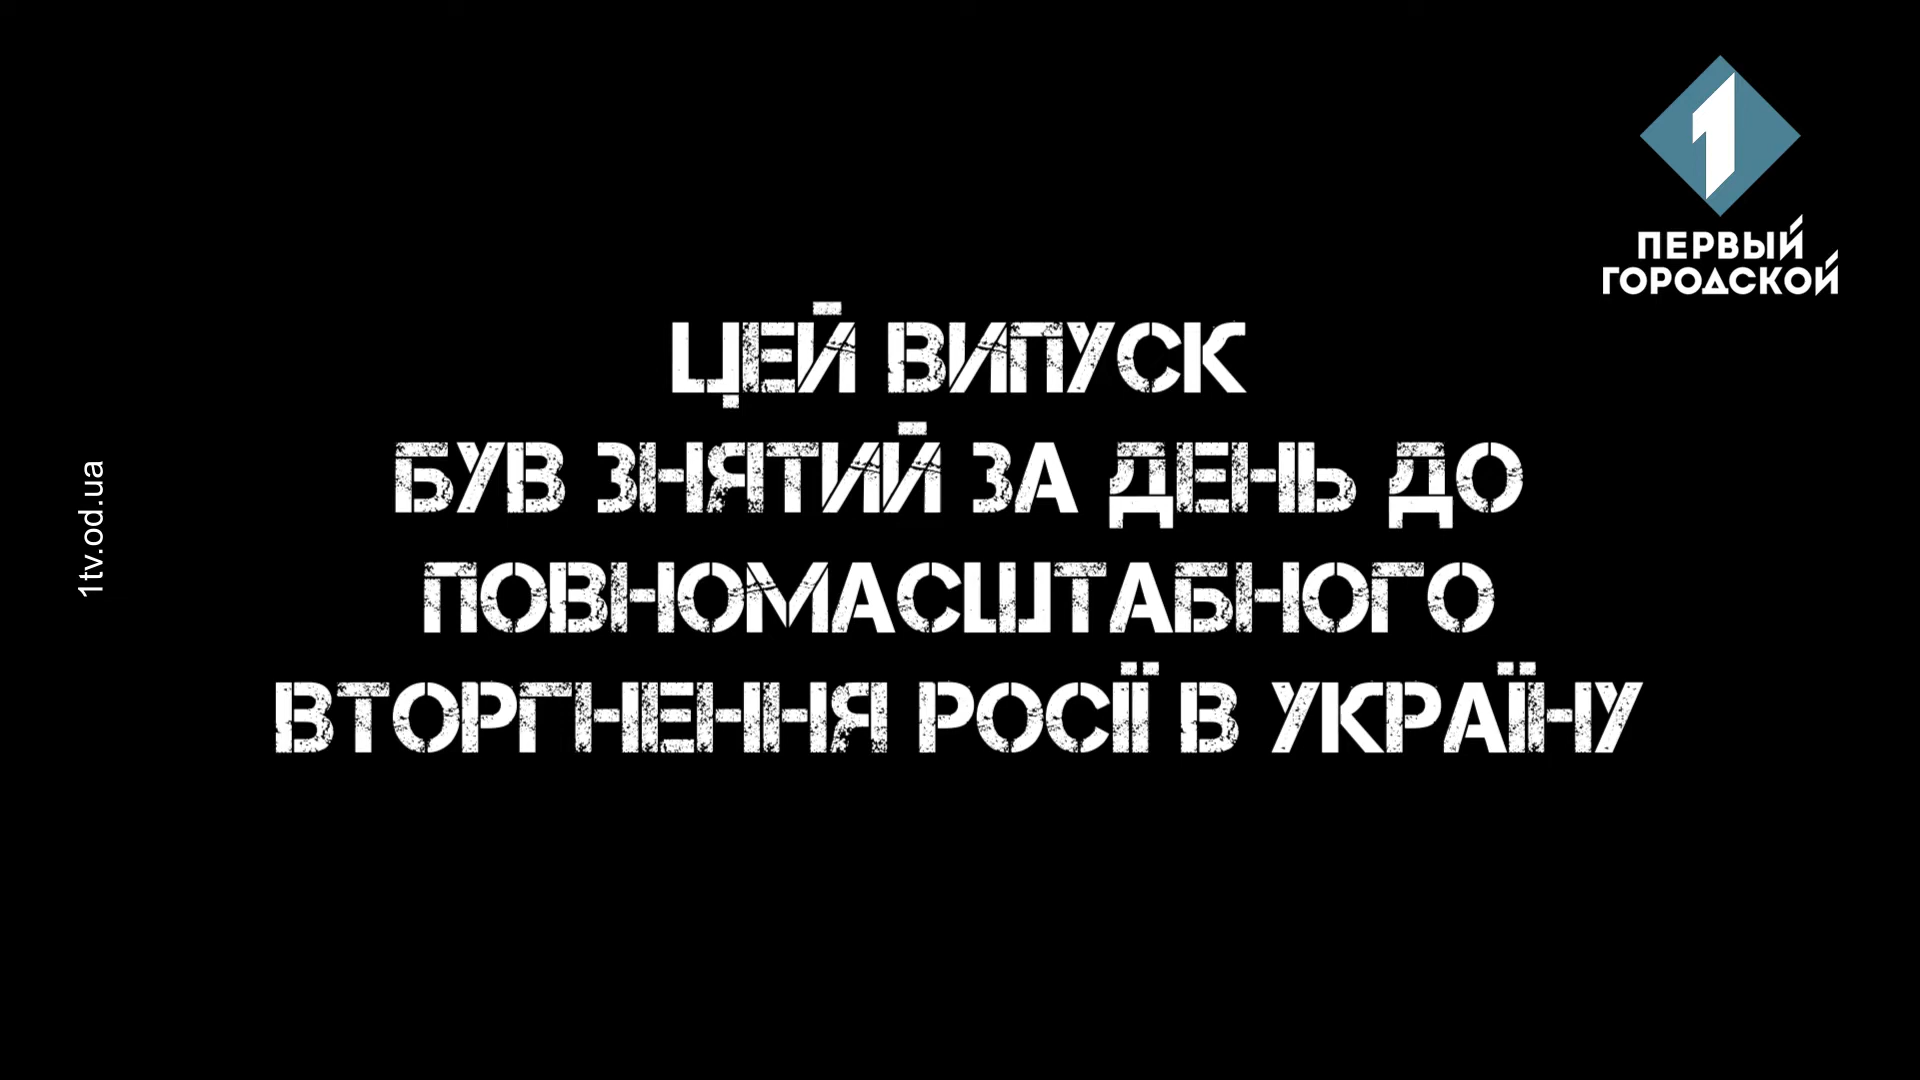 ПЕРВЫЙ
ГОРОДСКОЙ
ЦЕЙ ВИПУСК
БУВ ЗНЯТИЙ ЗА ДЕНЬ ДО
ПОВНОМАСШТАБНОГО
ВТОРГНЕННЯ РОСІЇ В УКРАЇНУ
1tv.od.ua